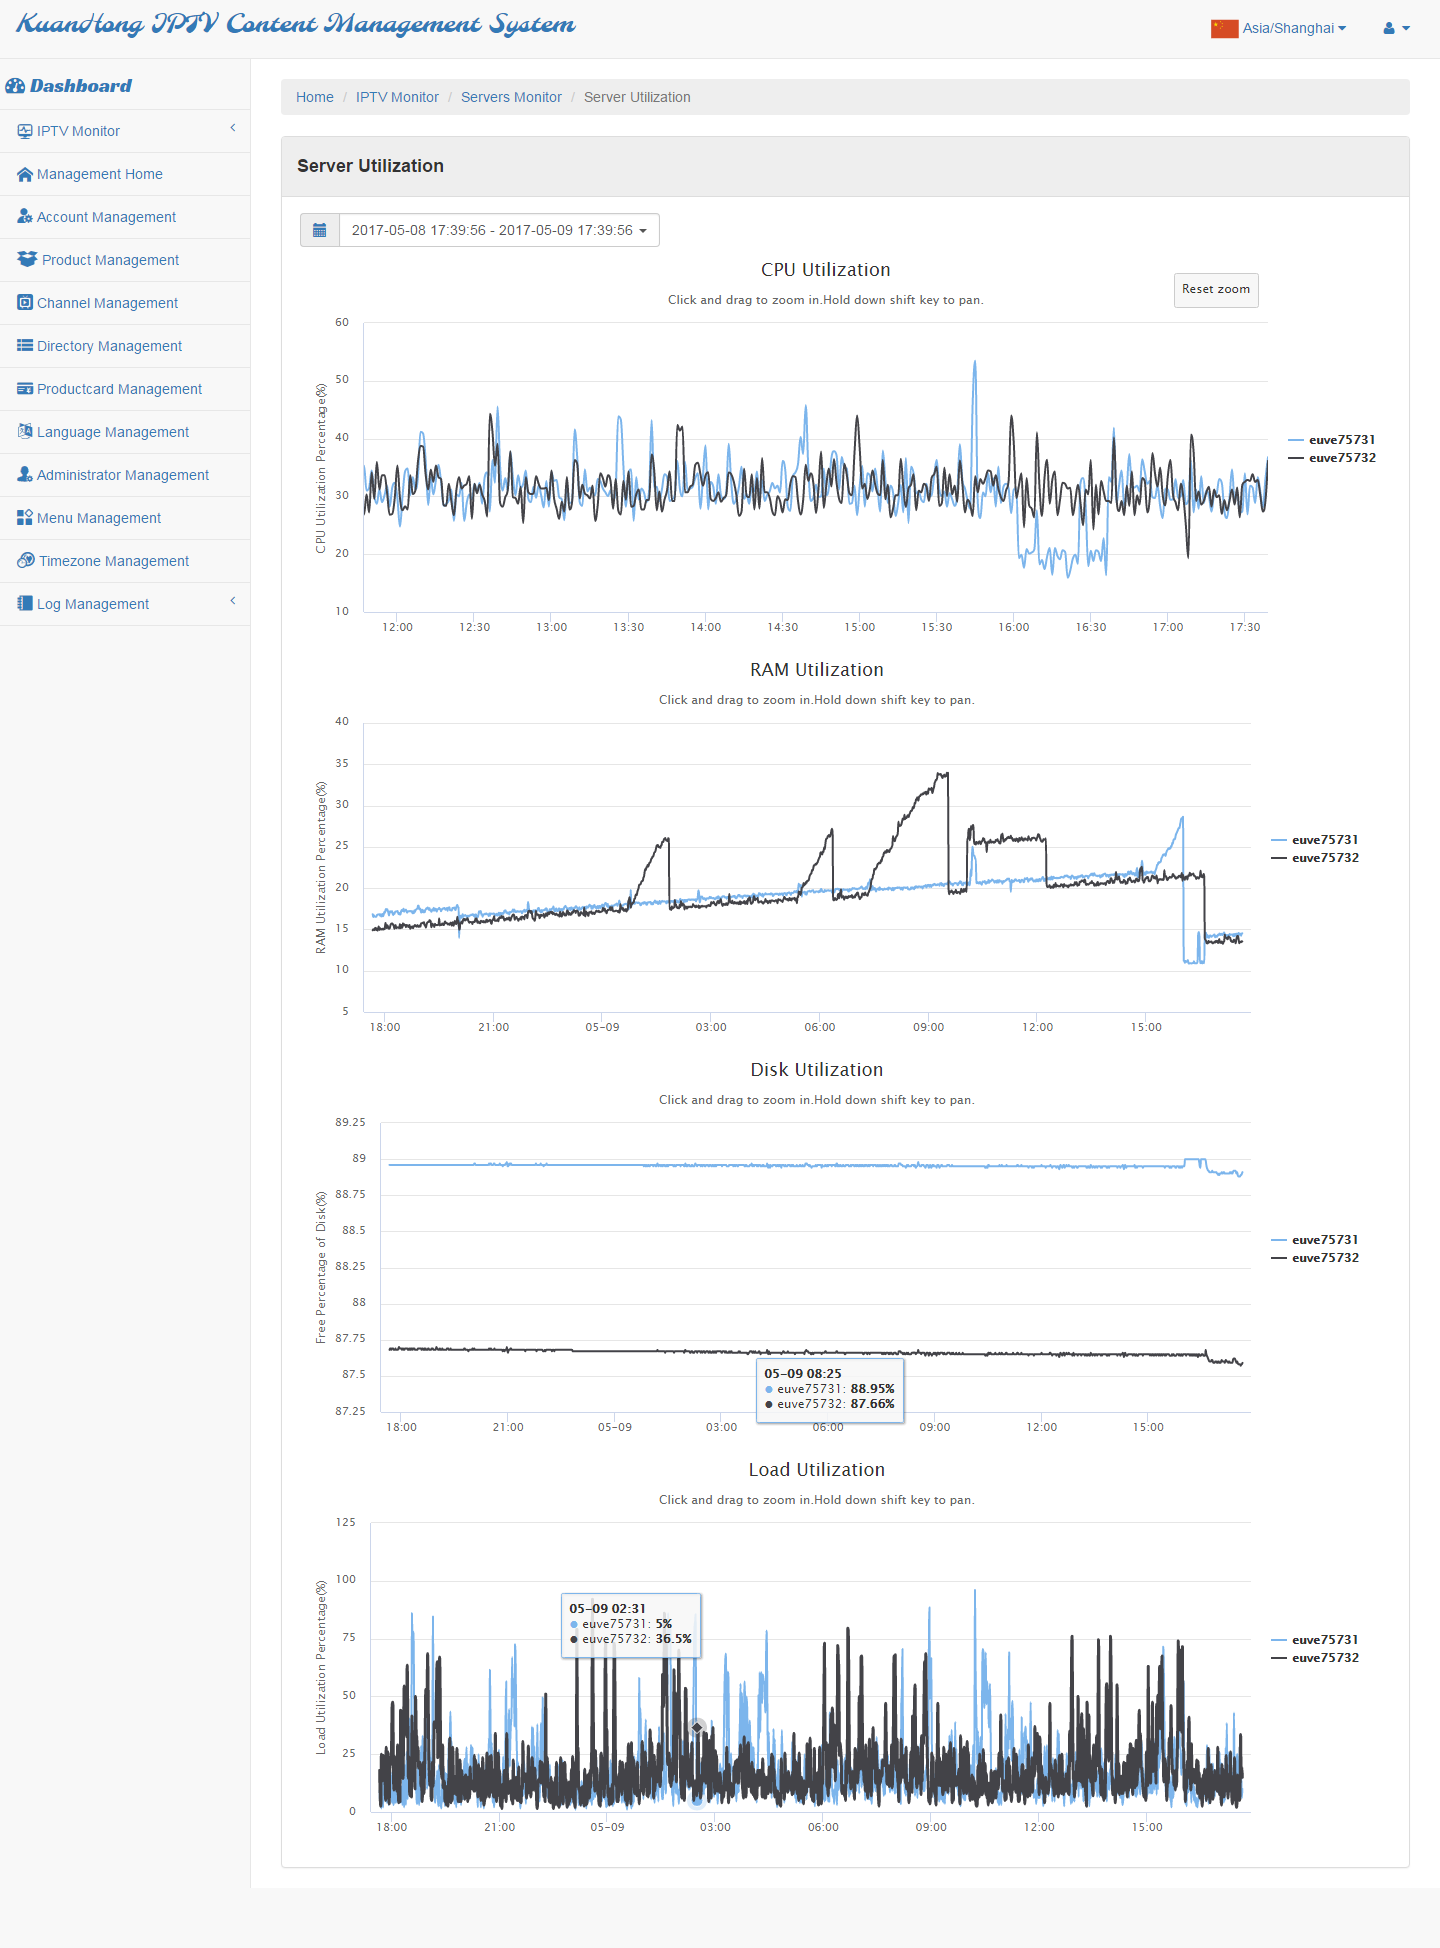 KuanHong IPTV Content Management System
Asia/Shanghai
Dashboard
IPTV Monitor
Management Home
Account Management
Product Management
Channel Management
Directory Management
Productcard Management
Language Management
Administrator Management
Menu Management
Timezone Management
Log Management
Home / IPTV Monitor / Servers Monitor / Server Utilization
Server Utilization
2017-05-08 17:39:56 - 2017-05-09 17:39:56
CPU Utilization
Click and drag to zoom in.Hold down shift key to pan.
Reset zoom
CPU Utilization Percentage(%)
60
50
40
30
20
10
12:00 12:30 13:00 13:30 14:00 14:30 15:00 15:30 16:00 16:30 17:00 17:30
euve75731
euve75732
RAM Utilization
Click and drag to zoom in.Hold down shift key to pan.
RAM Utilization Percentage(%)
40
35
30
25
20
15
10
5
18:00 21:00 05-09 03:00 06:00 09:00 12:00 15:00
euve75731
euve75732
Disk Utilization
Click and drag to zoom in.Hold down shift key to pan.
Free Percentage of Disk(%)
89.25
89
88.75
88.5
88.25
88
87.75
87.5
87.25
05-09 08:25
euve75731: 88.95%
euve75732: 87.66%
18:00 21:00 05-09 03:00 06:00 09:00 12:00 15:00
euve75731
euve75732
Load Utilization
Click and drag to zoom in.Hold down shift key to pan.
Load Utilization Percentage(%)
125
100
75
50
25
0
05-09 02:31
euve75731: 5%
euve75732: 36.5%
18:00 21:00 05-09 03:00 06:00 09:00 12:00 15:00
euve75731
euve75732